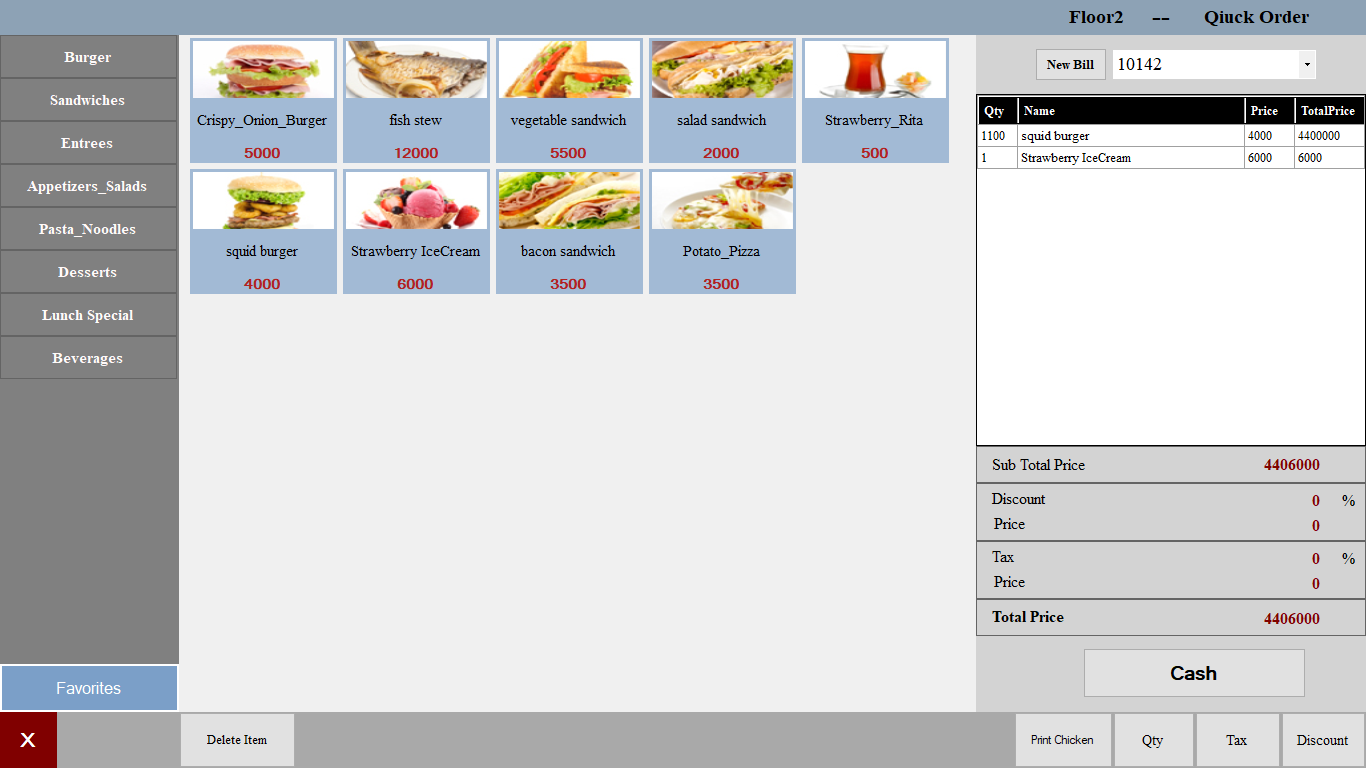 Floor2 -- Qiuck Order
Burger
Sandwiches
Entrees
Appetizers_Salads
Pasta_Noodles
Desserts
Lunch Special
Beverages
Favorites
X
Crispy_Onion_Burger
5000
fish stew
12000
vegetable sandwich
5500
salad sandwich
2000
Strawberry_Rita
500
squid burger
4000
Strawberry IceCream
6000
bacon sandwich
3500
Potato_Pizza
3500
New Bill 10142
Qty Name Price TotalPrice
1100 squid burger 4000 4400000
1 Strawberry IceCream 6000 6000
Sub Total Price 4406000
Discount 0 %
Price 0
Tax 0 %
Price 0
Total Price 4406000
Cash
Delete Item
Print Chicken
Qty
Tax
Discount